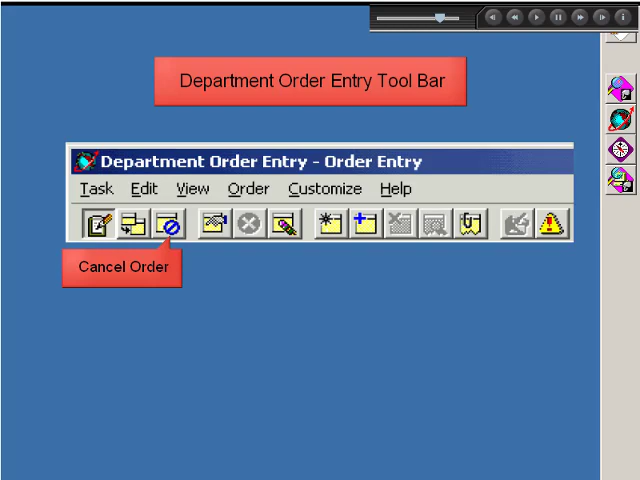 Department Order Entry Tool Bar
Department Order Entry - Order Entry
Task Edit View Order Customize Help
Cancel Order